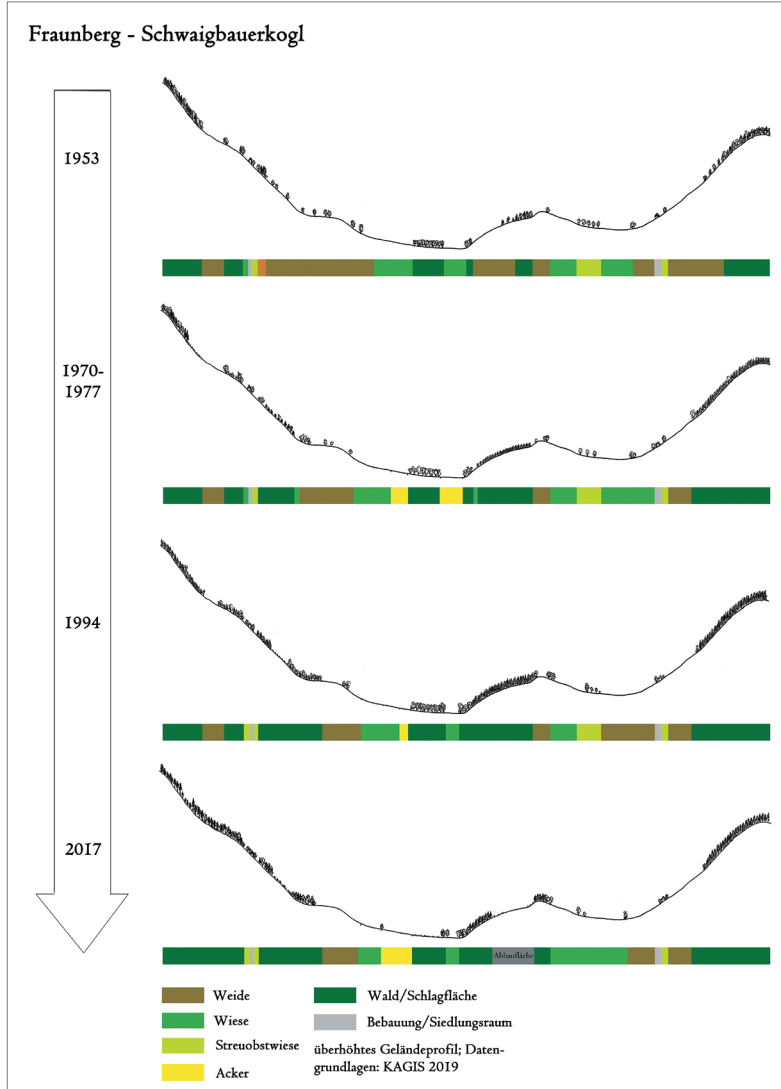 Fraunberg - Schwaigbauerkogl
1953
1970-
1977
1994
2017
Abbaufläche
Weide
Wiese
Streuobstwiese
Acker
Wald/Schlagfläche
Bebauung/Siedlungsraum
überhöhtes Geländeprofil; Daten-
grundlagen: KAGIS 2019